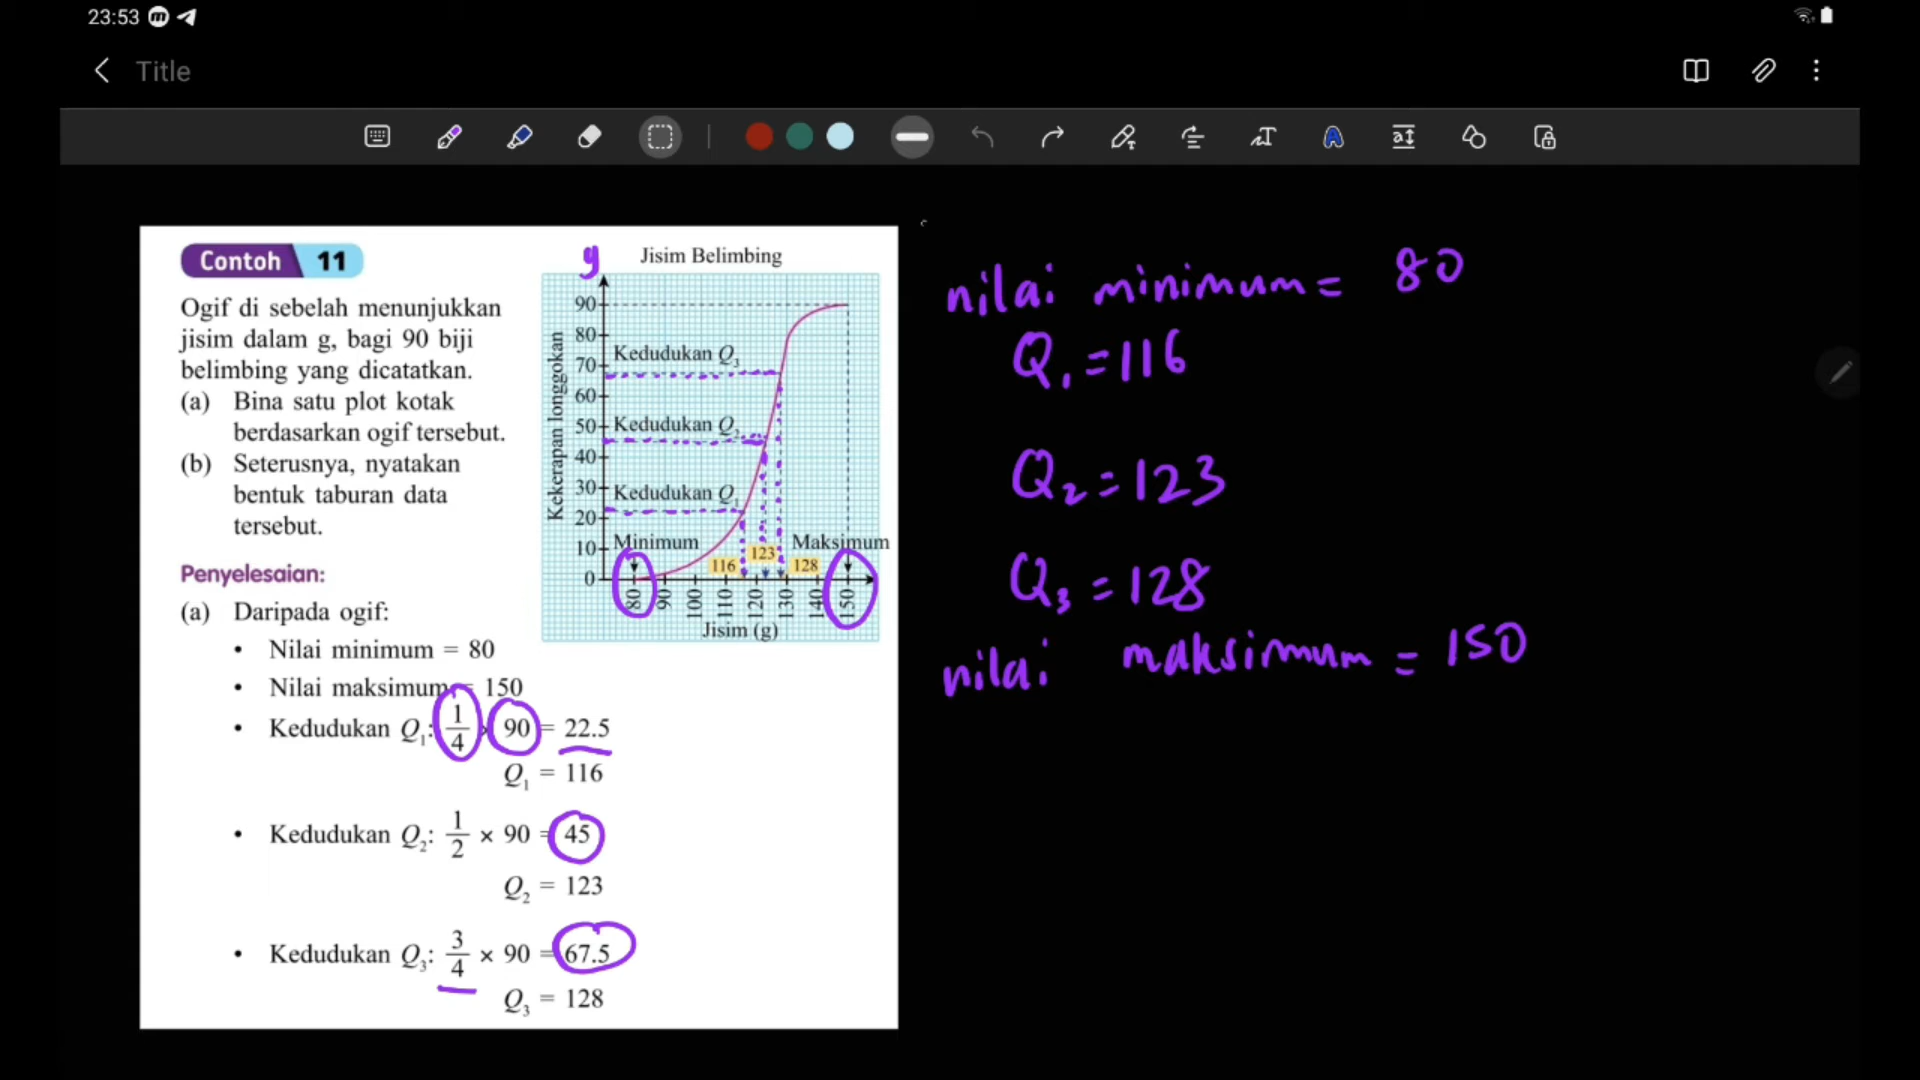 23:53
Title
Contoh 11
Ogif di sebelah menunjukkan
jisim dalam g, bagi 90 biji
belimbing yang dicatatkan.
(a) Bina satu plot kotak
berdasarkan ogif tersebut.
(b) Seterusnya, nyatakan
bentuk taburan data
tersebut.
y
Jisim Belimbing
Kekerapan longgokan
90
80
70
60
50
40
30
20
10
0
Kedudukan Q₃
Kedudukan Q₂
Kedudukan Q₁
Minimum
Maksimum
116
123
128
80 90 100 110 120 130 140 150
Jisim (g)
Penyelesaian:
(a) Daripada ogif:
• Nilai minimum = 80
• Nilai maksimum = 150
• Kedudukan Q₁: 1/4 × 90 = 22.5
Q₁ = 116
• Kedudukan Q₂: 1/2 × 90 = 45
Q₂ = 123
• Kedudukan Q₃: 3/4 × 90 = 67.5
Q₃ = 128
nilai minimum = 80
Q₁ = 116
Q₂ = 123
Q₃ = 128
nilai maksimum = 150